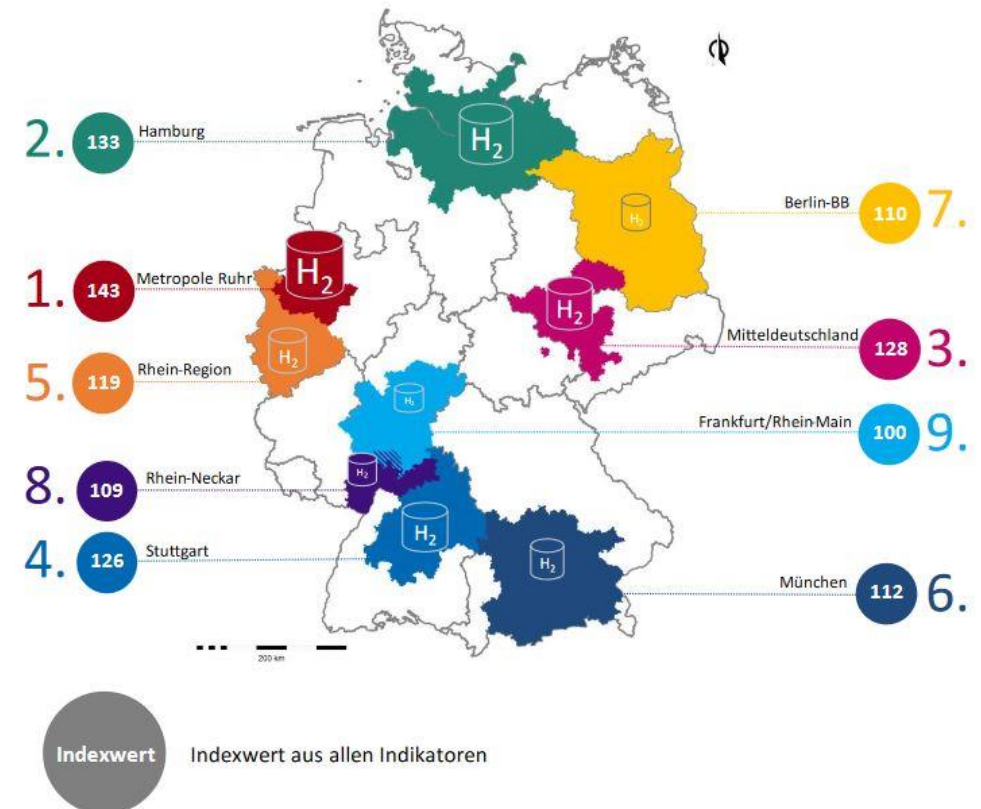 2. 133 Hamburg
H2
Berlin-BB 110 7.
H2
1. 143 Metropole Ruhr
H2
H2
Mitteldeutschland 128 3.
5. 119 Rhein-Region
H2
Frankfurt/Rhein-Main 100 9.
H2
8. 109 Rhein-Neckar
H2
4. 126 Stuttgart
H2
München 112 6.
H2
200 km
Indexwert Indexwert aus allen Indikatoren